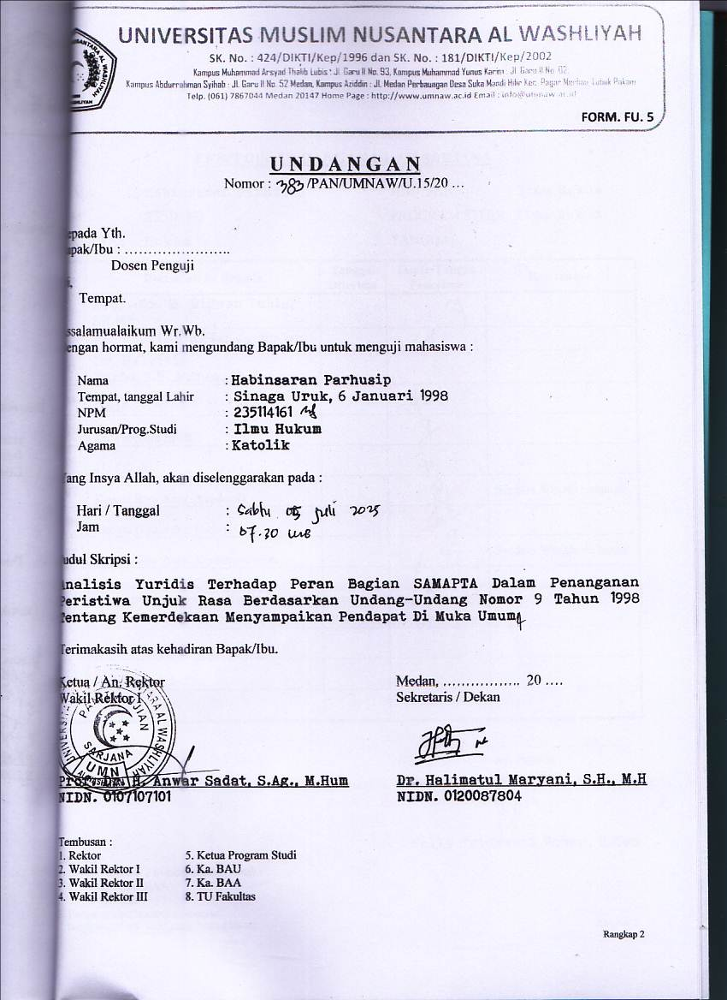 UNIVERSITAS MUSLIM NUSANTARA AL WASHLIYAH
SK. No. : 424/DIKTI/Kep/1996 dan SK. No. : 181/DIKTI/Kep/2002
Kampus Muhammad Arsyad Thalib Lubis : Jl. Garu II No. 93, Kampus Muhammad Yunus Karim : Jl. Garu II No. 02,
Kampus Abdurrahman Syihab : Jl. Garu II No. 52 Medan, Kampus Aziddin : Jl. Medan Perbaungan Desa Suka Mandi Hilir Kec. Pagar Merbau, Lubuk Pakam
Telp. (061) 7867044 Medan 20147 Home Page : http://www.umnaw.ac.id Email : info@umnaw.ac.id
FORM. FU. 5
UNDANGAN
Nomor : 383/PAN/UMNAW/U.15/20 ...
epada Yth.
apak/Ibu : .......................
Dosen Penguji
i,
Tempat.
ssalamualaikum Wr.Wb.
engan hormat, kami mengundang Bapak/Ibu untuk menguji mahasiswa :
Nama : Habinsaran Parhusip
Tempat, tanggal Lahir : Sinaga Uruk, 6 Januari 1998
NPM : 235114161
Jurusan/Prog.Studi : Ilmu Hukum
Agama : Katolik
Yang Insya Allah, akan diselenggarakan pada :
Hari / Tanggal : Sabtu 05 Juli 2025
Jam : 07.30 WIB
udul Skripsi :
Analisis Yuridis Terhadap Peran Bagian SAMAPTA Dalam Penanganan
Peristiwa Unjuk Rasa Berdasarkan Undang-Undang Nomor 9 Tahun 1998
Tentang Kemerdekaan Menyampaikan Pendapat Di Muka Umum
Terimakasih atas kehadiran Bapak/Ibu.
Ketua / An. Rektor
Wakil Rektor I
Medan, ................. 20 ....
Sekretaris / Dekan
UNIVERSITAS AL WASHLIYAH
SARJANA
UMN
AL WASHLIYAH
Prof. Dr. H. Anwar Sadat, S.Ag., M.Hum
NIDN. 0107107101
Dr. Halimatul Maryani, S.H., M.H
NIDN. 0120087804
Tembusan :
1. Rektor
2. Wakil Rektor I
3. Wakil Rektor II
4. Wakil Rektor III
5. Ketua Program Studi
6. Ka. BAU
7. Ka. BAA
8. TU Fakultas
Rangkap 2